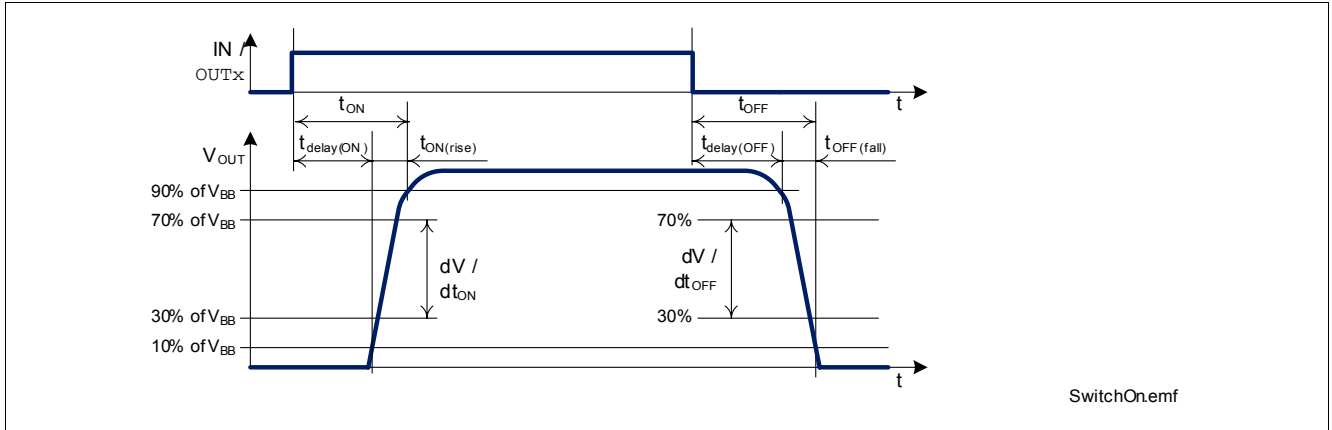 IN /
OUTx
t
tON
tOFF
tdelay(ON)
tON(rise)
tdelay(OFF)
tOFF(fall)
VOUT
90% of VBB
70% of VBB
70%
dV /
dtON
dV /
dtOFF
30% of VBB
30%
10% of VBB
t
SwitchOn.emf